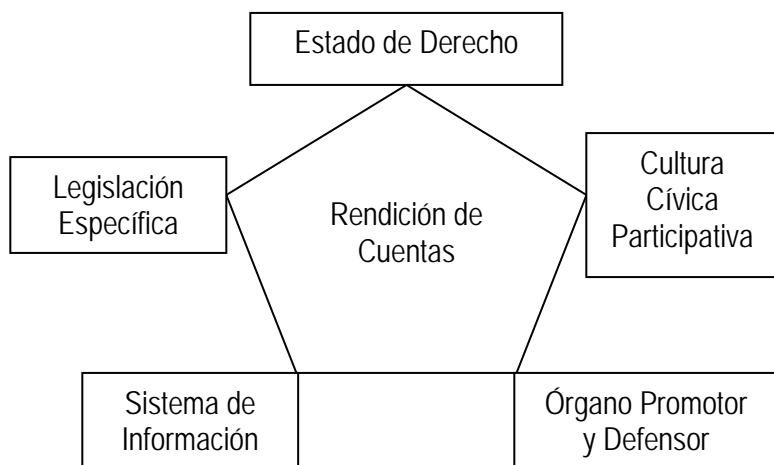 Estado de Derecho
Legislación
Específica
Cultura
Cívica
Participativa
Rendición de
Cuentas
Sistema de
Información
Órgano Promotor
y Defensor